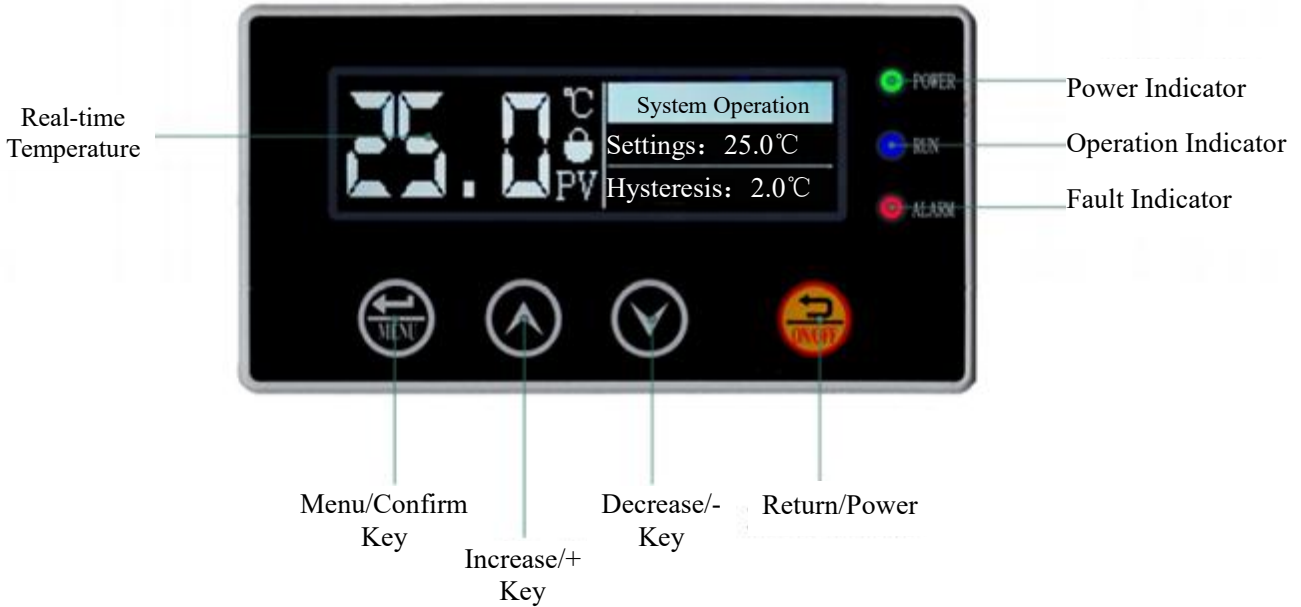 Real-time
Temperature
25.0
℃
PV
System Operation
Settings：25.0℃
Hysteresis：2.0℃
POWER
RUN
ALARM
Power Indicator
Operation Indicator
Fault Indicator
MENU
ON/OFF
Menu/Confirm
Key
Increase/+
Key
Decrease/-
Key
Return/Power